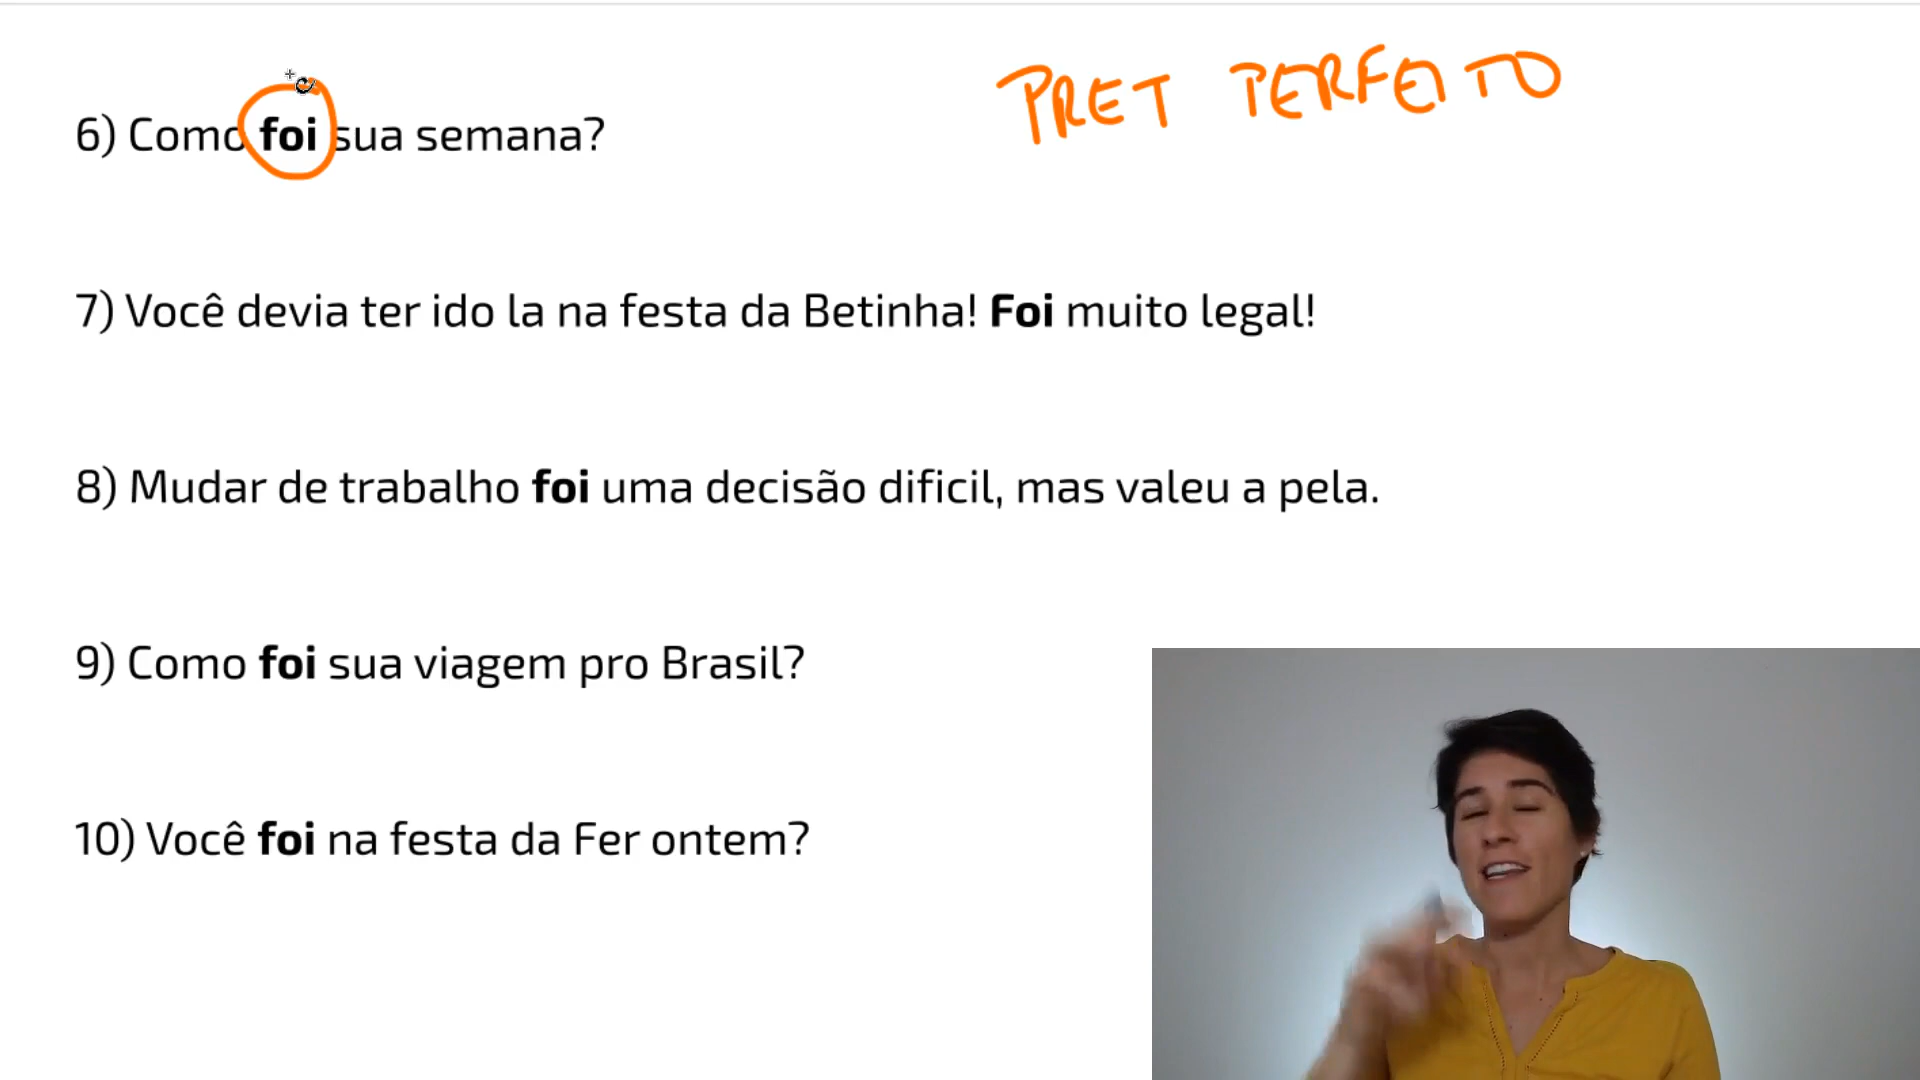 PRET PERFEITO
6) Como foi sua semana?
7) Você devia ter ido la na festa da Betinha! Foi muito legal!
8) Mudar de trabalho foi uma decisão dificil, mas valeu a pela.
9) Como foi sua viagem pro Brasil?
10) Você foi na festa da Fer ontem?